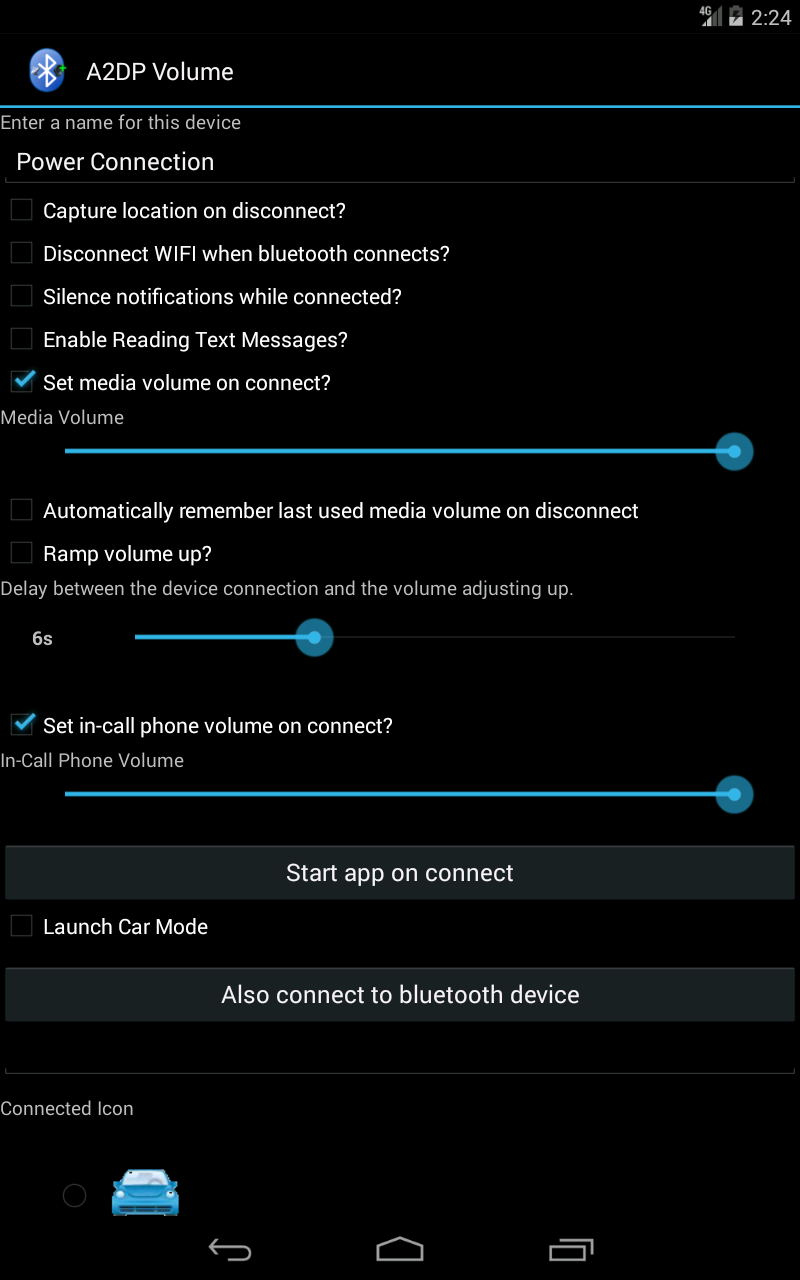 4G 2:24
A2DP Volume
Enter a name for this device
Power Connection
Capture location on disconnect?
Disconnect WIFI when bluetooth connects?
Silence notifications while connected?
Enable Reading Text Messages?
Set media volume on connect?
Media Volume
Automatically remember last used media volume on disconnect
Ramp volume up?
Delay between the device connection and the volume adjusting up.
6s
Set in-call phone volume on connect?
In-Call Phone Volume
Start app on connect
Launch Car Mode
Also connect to bluetooth device
Connected Icon